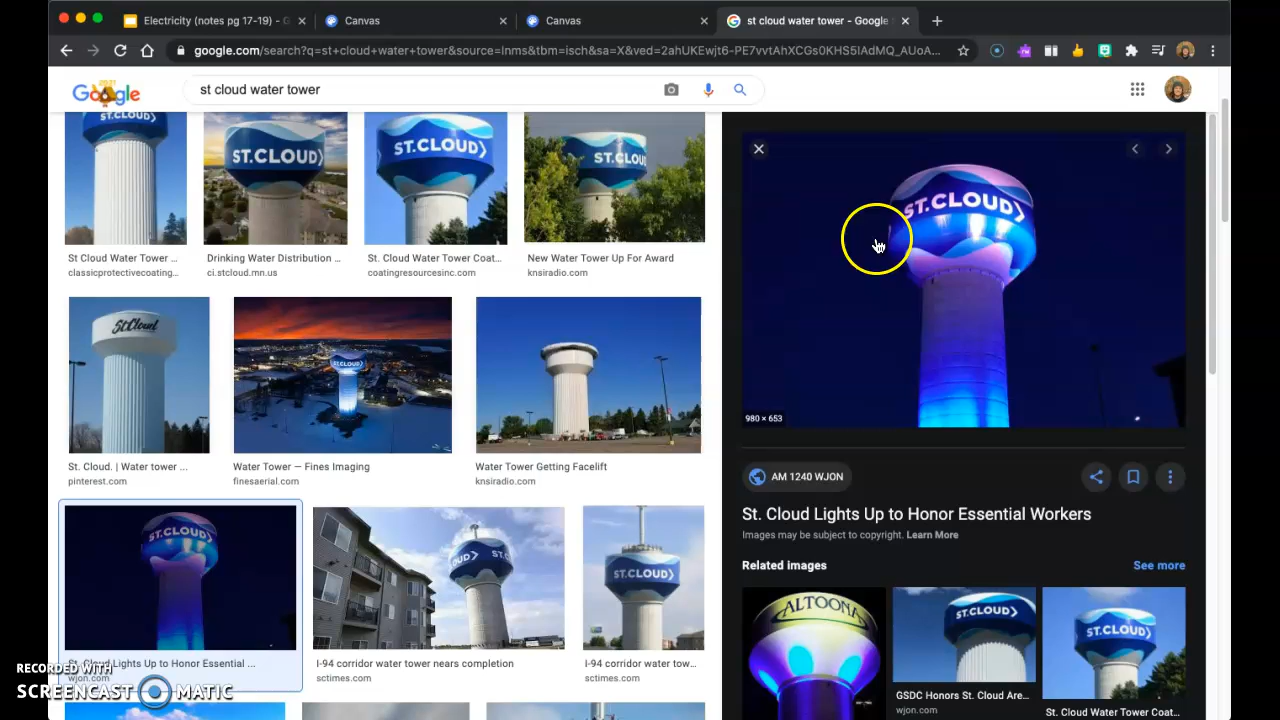 Electricity (notes pg 17-19) - G
Canvas
Canvas
st cloud water tower - Google
google.com/search?q=st+cloud+water+tower&source=lnms&tbm=isch&sa=X&ved=2ahUKEwjt6-PE7vvtAhXCGs0KHS5IAdMQ_AUoA...
Google
st cloud water tower
ST.CLOUD
ST.CLOUD
ST.CLOUD
ST.CLOUD
ST.CLOUD
St Cloud Water Tower ...
Drinking Water Distribution ...
St. Cloud Water Tower Coat...
New Water Tower Up For Award
classicprotectivecoating...
ci.stcloud.mn.us
coatingresourcesinc.com
knsiradio.com
St.Cloud
ST.CLOUD
980 × 653
St. Cloud. | Water tower ...
Water Tower — Fines Imaging
Water Tower Getting Facelift
pinterest.com
finesaerial.com
knsiradio.com
AM 1240 WJON
St. Cloud Lights Up to Honor Essential Workers
Images may be subject to copyright. Learn More
Related images
See more
ST.CLOUD
ST.CLOUD
St. Cloud Lights Up to Honor Essential ...
I-94 corridor water tower nears completion
I-94 corridor water tow...
wjon.com
sctimes.com
sctimes.com
ALTOONA
ST.CLOUD
ST.CLOUD
GSDC Honors St. Cloud Are...
wjon.com
St. Cloud Water Tower Coat...
RECORDED WITH
SCREENCAST MATIC